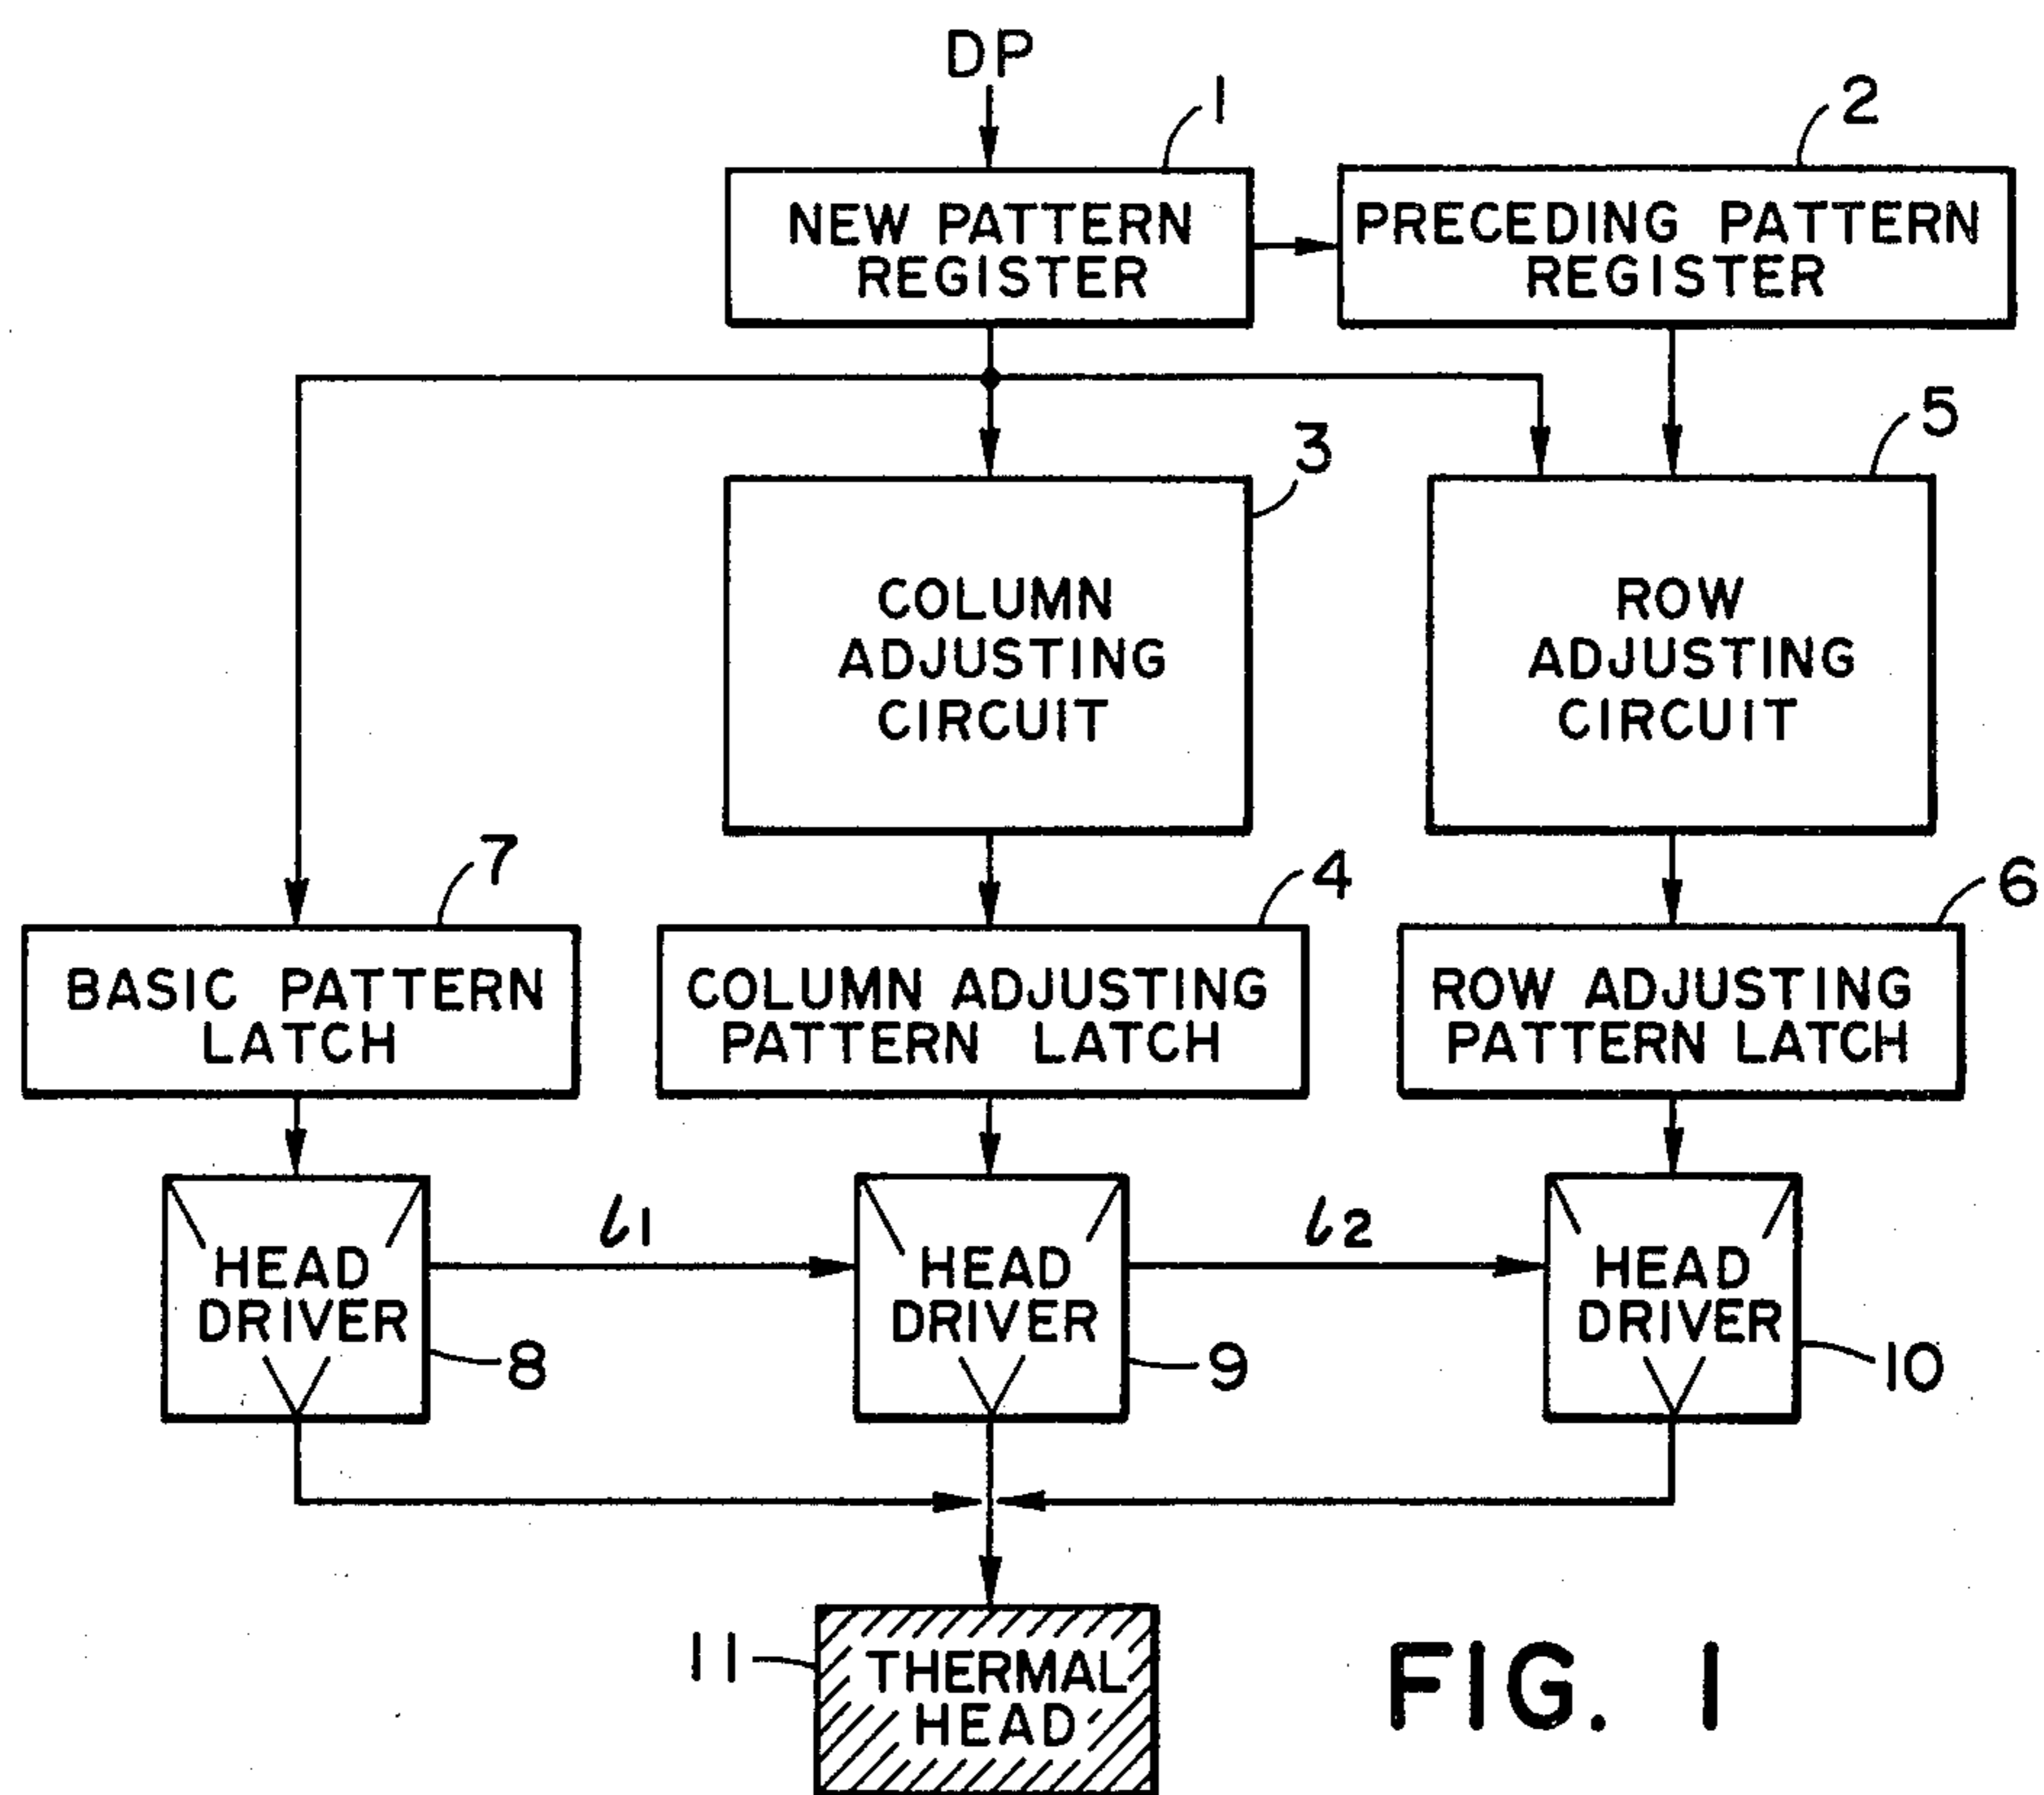 DP
1
2
NEW PATTERN
REGISTER
PRECEDING PATTERN
REGISTER
3
5
COLUMN
ADJUSTING
CIRCUIT
ROW
ADJUSTING
CIRCUIT
7
4
6
BASIC PATTERN
LATCH
COLUMN ADJUSTING
PATTERN LATCH
ROW ADJUSTING
PATTERN LATCH
l1
l2
HEAD
DRIVER
HEAD
DRIVER
HEAD
DRIVER
8
9
10
11
THERMAL
HEAD
FIG. 1